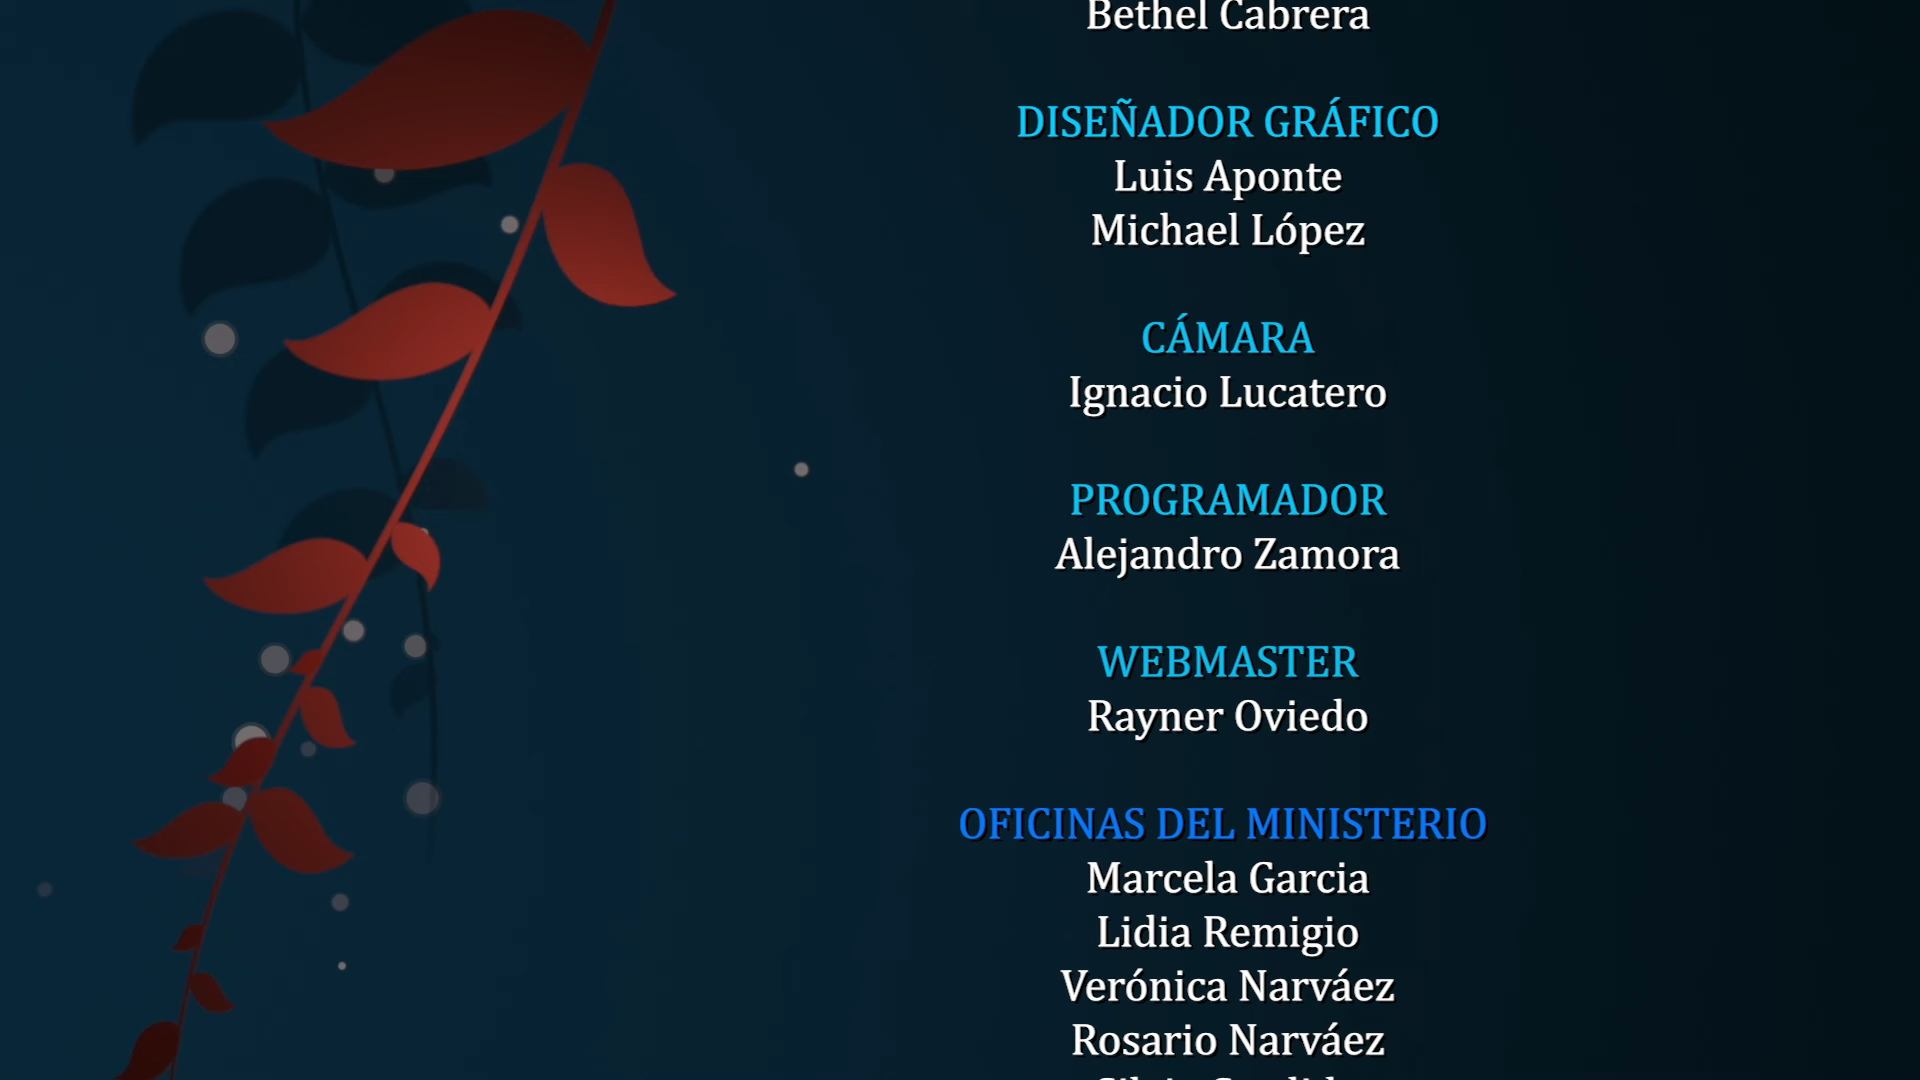 Bethel Cabrera
DISEÑADOR GRÁFICO
Luis Aponte
Michael López
CÁMARA
Ignacio Lucatero
PROGRAMADOR
Alejandro Zamora
WEBMASTER
Rayner Oviedo
OFICINAS DEL MINISTERIO
Marcela Garcia
Lidia Remigio
Verónica Narváez
Rosario Narváez